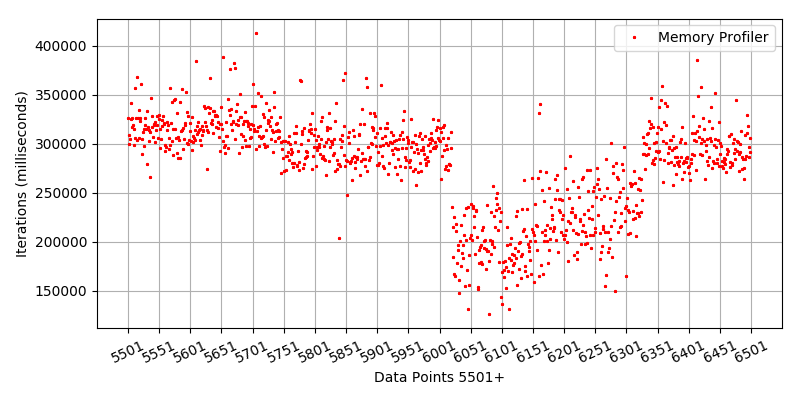 Memory Profiler
400000
350000
300000
250000
200000
150000
Iterations (milliseconds)
5501 5551 5601 5651 5701 5751 5801 5851 5901 5951 6001 6051 6101 6151 6201 6251 6301 6351 6401 6451 6501
Data Points 5501+